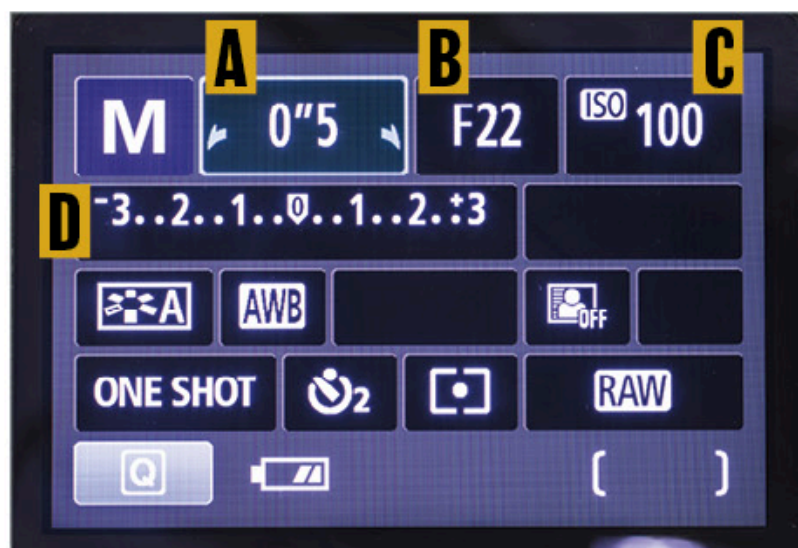 A B C
M 0"5 F22 ISO 100
D -3..2..1..0..1..2.:+3
A AWB OFF
ONE SHOT 2 RAW
Q [ ]